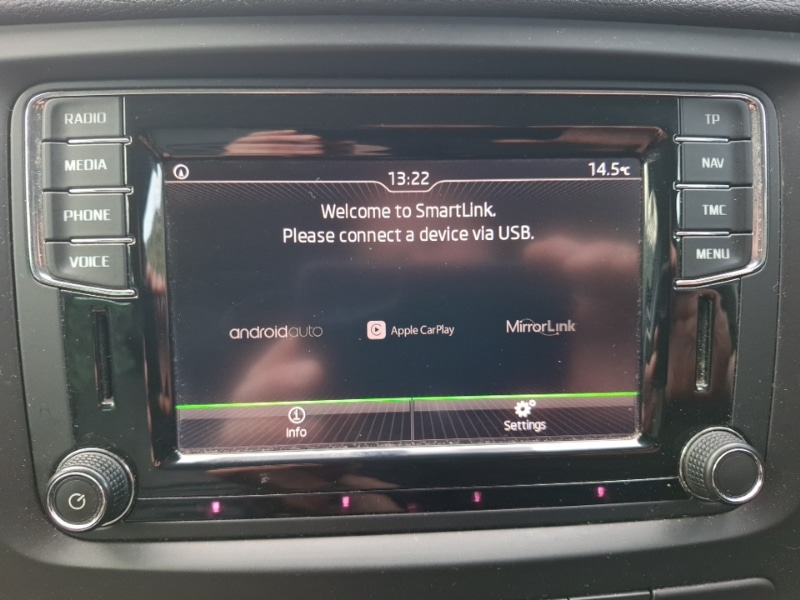 RADIO
MEDIA
PHONE
VOICE
13:22
14.5°C
Welcome to SmartLink.
Please connect a device via USB.
androidauto
Apple CarPlay
MirrorLink
Info
Settings
TP
NAV
TMC
MENU